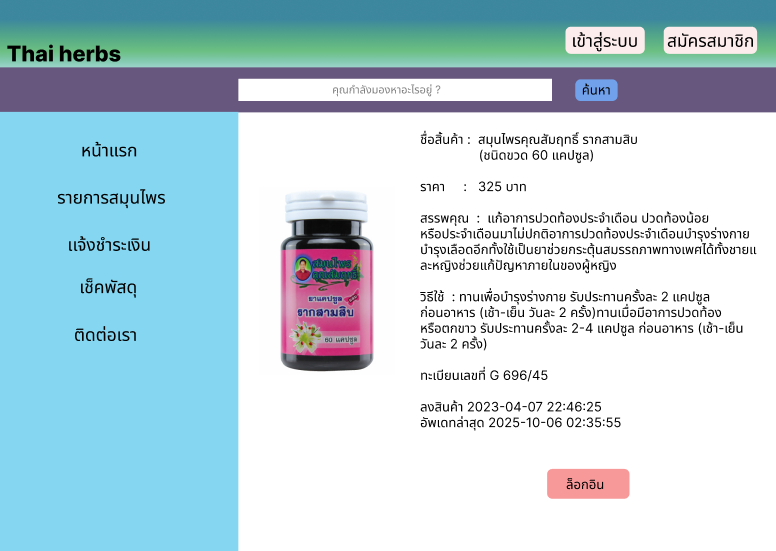 Thai herbs
เข้าสู่ระบบ
สมัครสมาชิก
คุณกำลังมองหาอะไรอยู่ ?
ค้นหา
หน้าแรก
รายการสมุนไพร
แจ้งชำระเงิน
เช็คพัสดุ
ติดต่อเรา
สมุนไพร
คุณสัมฤทธิ์
ยาแคปซูล
รากสามสิบ
60 แคปซูล
ชื่อสิ้นค้า : สมุนไพรคุณสัมฤทธิ์ รากสามสิบ
(ชนิดขวด 60 แคปซูล)
ราคา : 325 บาท
สรรพคุณ : แก้อาการปวดท้องประจำเดือน ปวดท้องน้อย
หรือประจำเดือนมาไม่ปกติอาการปวดท้องประจำเดือนบำรุงร่างกาย
บำรุงเลือดอีกทั้งใช้เป็นยาช่วยกระตุ้นสมรรถภาพทางเพศได้ทั้งชายแ
ละหญิงช่วยแก้ปัญหาภายในของผู้หญิง
วิธีใช้ : ทานเพื่อบำรุงร่างกาย รับประทานครั้งละ 2 แคปซูล
ก่อนอาหาร (เช้า-เย็น วันละ 2 ครั้ง)ทานเมื่อมีอาการปวดท้อง
หรือตกขาว รับประทานครั้งละ 2-4 แคปซูล ก่อนอาหาร (เช้า-เย็น
วันละ 2 ครั้ง)
ทะเบียนเลขที่ G 696/45
ลงสินค้า 2023-04-07 22:46:25
อัพเดทล่าสุด 2025-10-06 02:35:55
ล็อกอิน